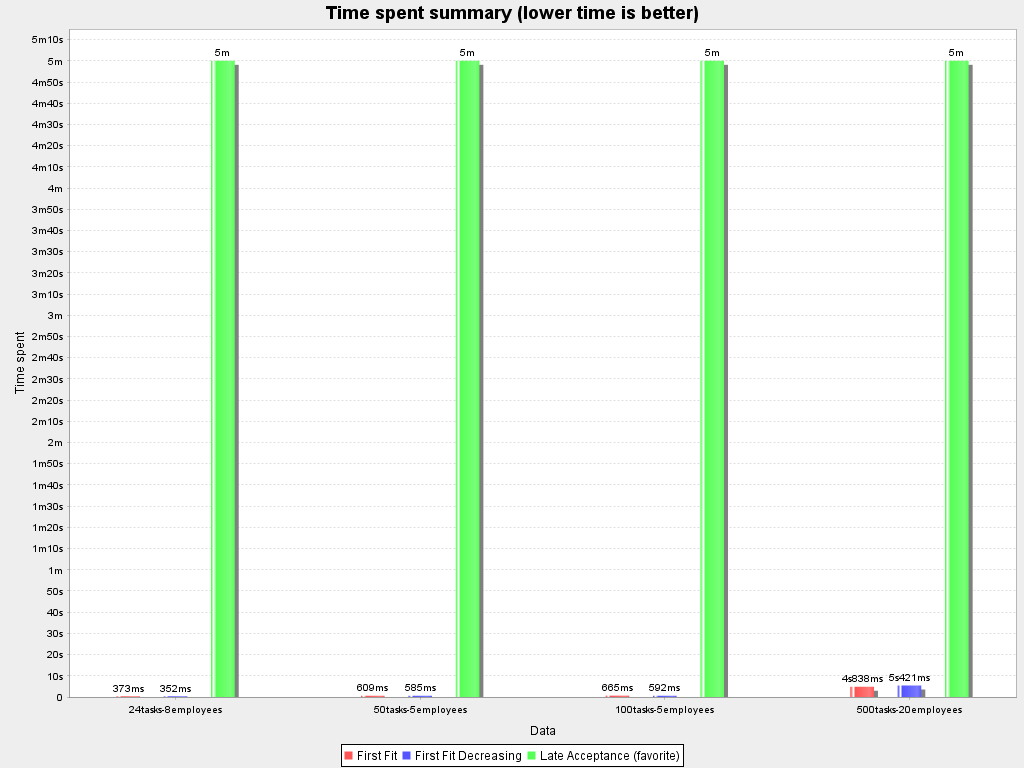 Time spent summary (lower time is better)
5m10s
5m
4m50s
4m40s
4m30s
4m20s
4m10s
4m
3m50s
3m40s
3m30s
3m20s
3m10s
3m
2m50s
2m40s
2m30s
2m20s
2m10s
2m
1m50s
1m40s
1m30s
1m20s
1m10s
1m
50s
40s
30s
20s
10s
0
Time spent
373ms 352ms 5m
609ms 585ms 5m
665ms 592ms 5m
4s838ms 5s421ms 5m
24tasks-8employees 50tasks-5employees 100tasks-5employees 500tasks-20employees
Data
First Fit First Fit Decreasing Late Acceptance (favorite)